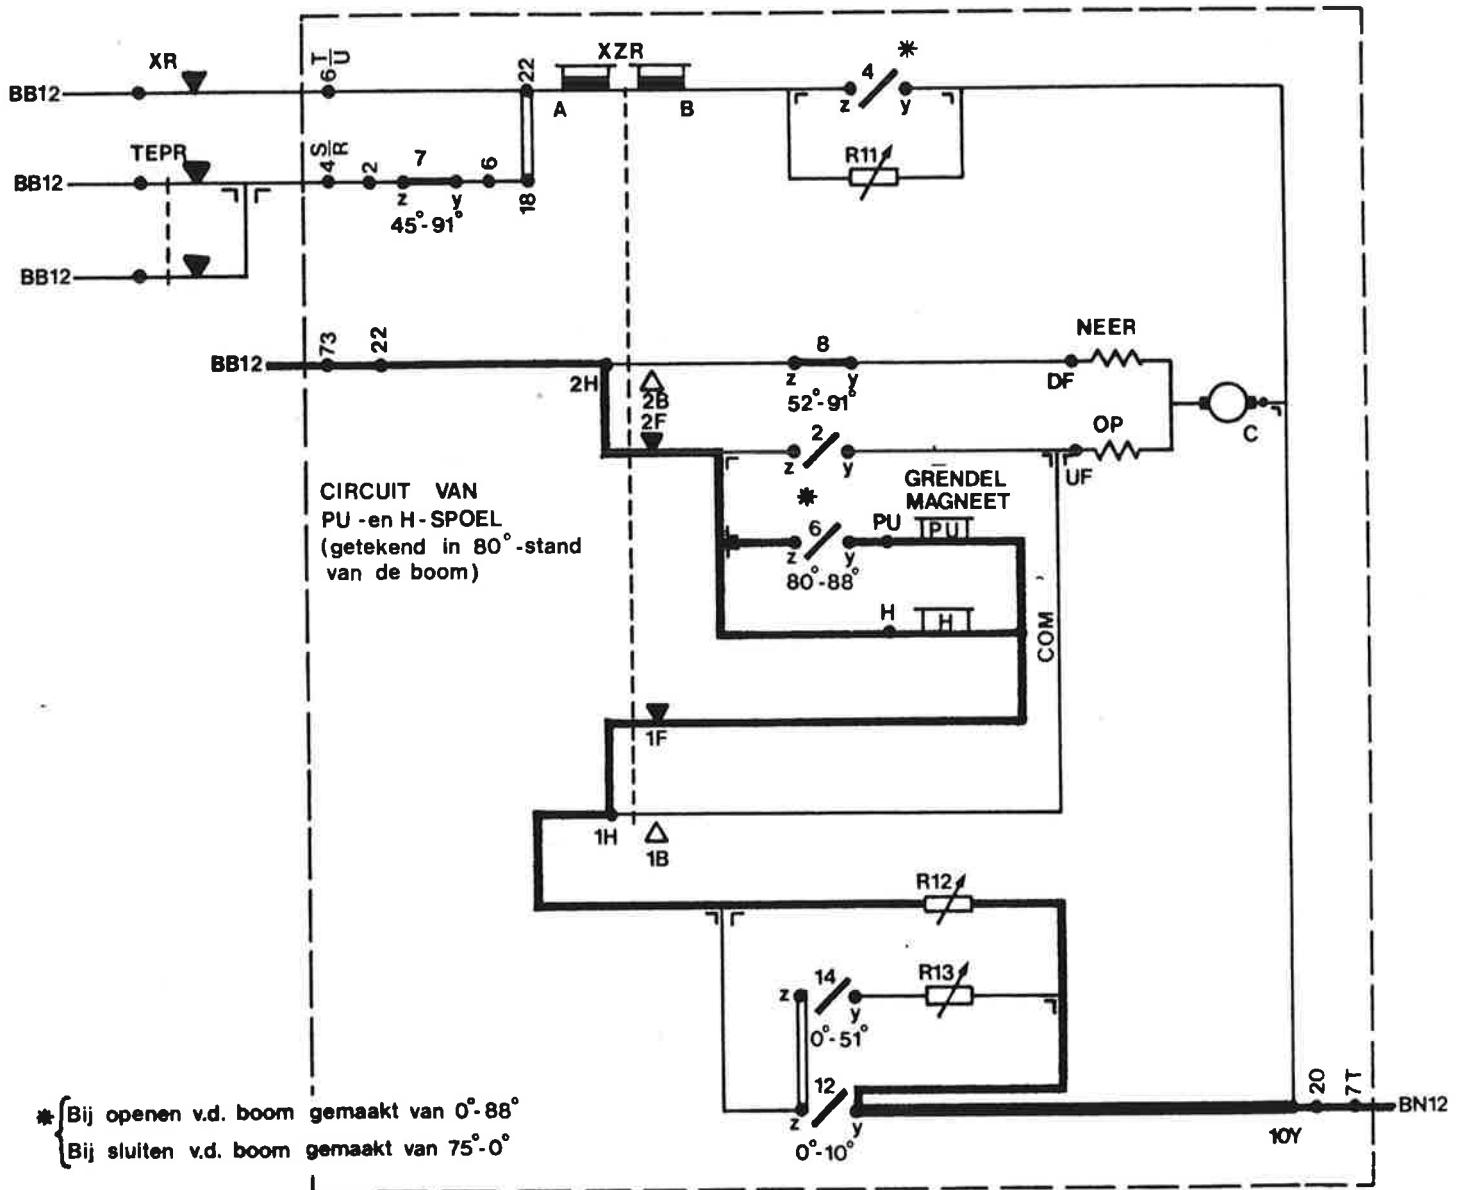 XR
6 T/U
22
XZR
4
*
BB12
A
B
z
y
TEPR
4 S/R
2
7
6
R11
BB12
z
y
18
45°-91°
BB12
73
22
NEER
BB12
8
2H
z
y
DF
2B
52°-91°
2F
2
OP
C
z
y
UF
CIRCUIT VAN
PU-en H-SPOEL
(getekend in 80°-stand
van de boom)
*
GRENDEL
MAGNEET
6
PU
PU
z
y
80°-88°
H
H
COM
1F
1H
1B
R12
14
R13
z
y
0°-51°
12
20
7T
z
y
BN12
0°-10°
10Y
* Bij openen v.d. boom gemaakt van 0°-88°
Bij sluiten v.d. boom gemaakt van 75°-0°